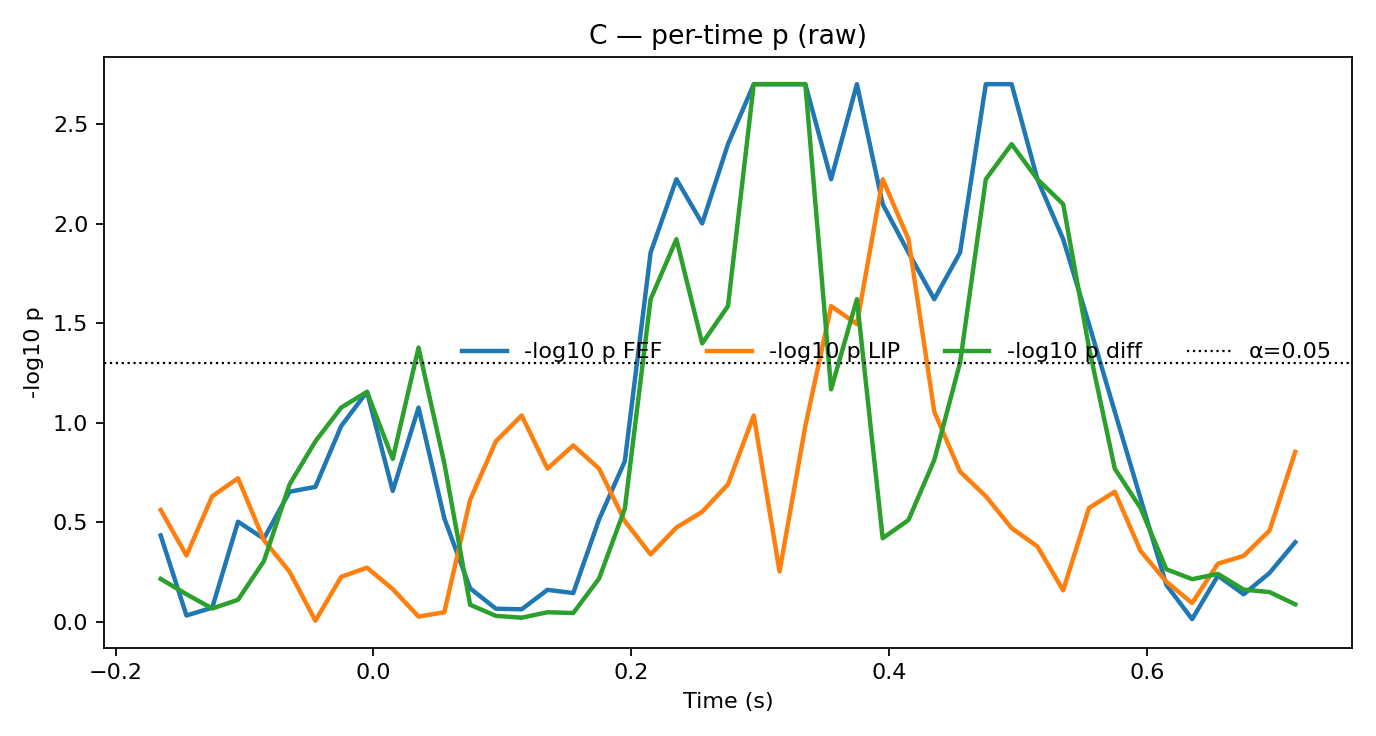 C — per-time p (raw)
2.5
2.0
1.5
1.0
0.5
0.0
-log10 p
-log10 p FEF
-log10 p LIP
-log10 p diff
α=0.05
−0.2
0.0
0.2
0.4
0.6
Time (s)